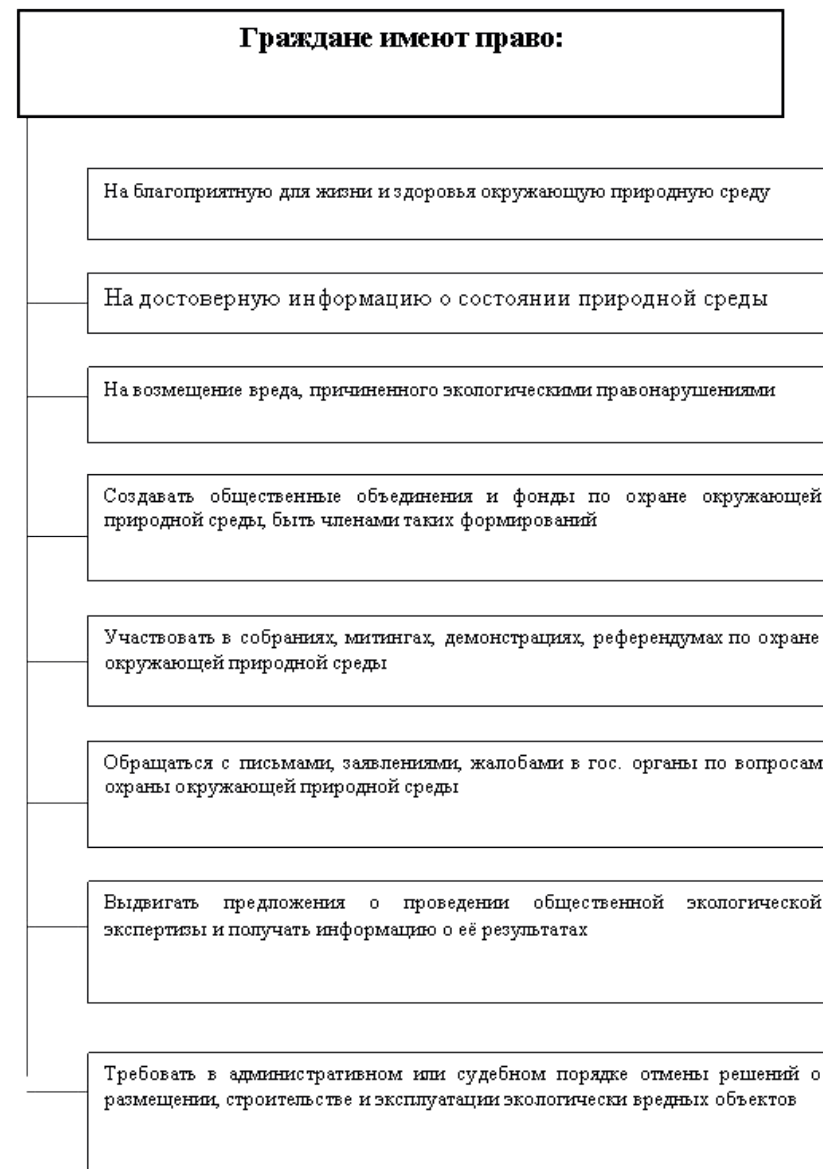 Граждане имеют право:
На благоприятную для жизни и здоровья окружающую природную среду
На достоверную информацию о состоянии природной среды
На возмещение вреда, причиненного экологическими правонарушениями
Создавать общественные объединения и фонды по охране окружающей
природной среды, быть членами таких формирований
Участвовать в собраниях, митингах, демонстрациях, референдумах по охране
окружающей природной среды
Обращаться с письмами, заявлениями, жалобами в гос. органы по вопросам
охраны окружающей природной среды
Выдвигать предложения о проведении общественной экологической
экспертизы и получать информацию о её результатах
Требовать в административном или судебном порядке отмены решений о
размещении, строительстве и эксплуатации экологически вредных объектов